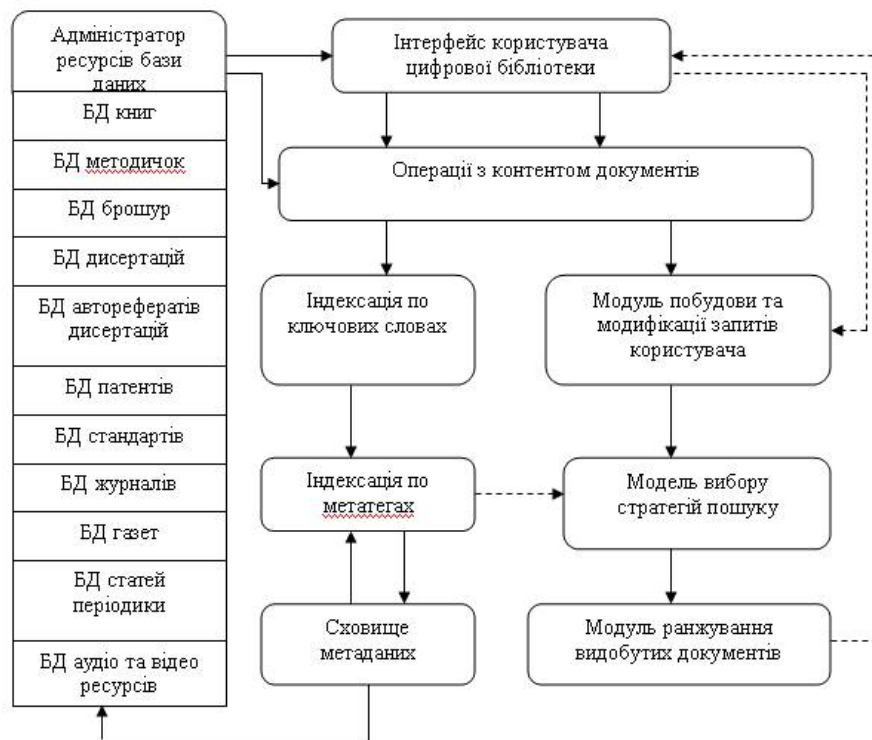 Адміністратор
ресурсів бази
даних
БД книг
БД методичок
БД брошур
БД дисертацій
БД авторефератів
дисертацій
БД патентів
БД стандартів
БД журналів
БД газет
БД статей
періодики
БД аудіо та відео
ресурсів
Інтерфейс користувача
цифрової бібліотеки
Операції з контентом документів
Індексація по
ключових словах
Модуль побудови та
модифікації запитів
користувача
Індексація по
метатегах
Модель вибору
стратегій пошуку
Сховище
метаданих
Модуль ранжування
видобутих документів